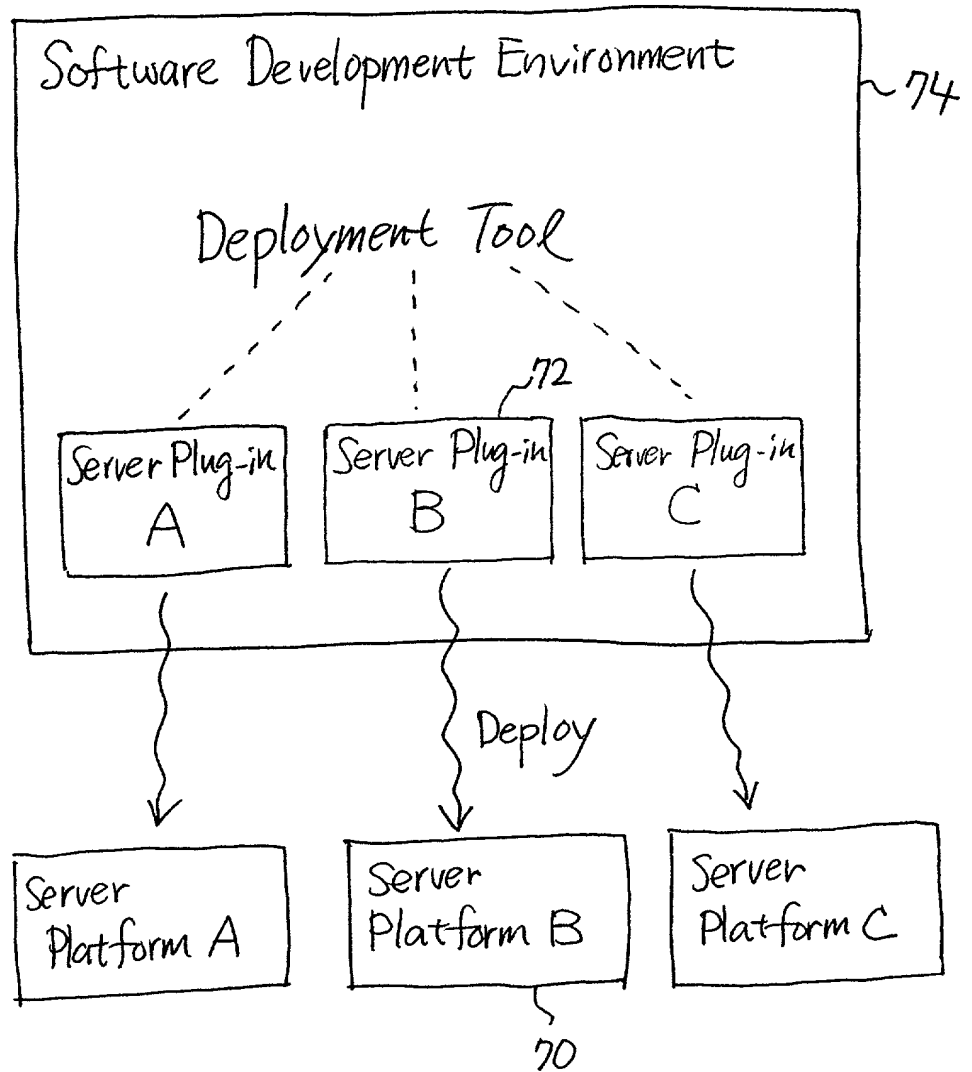 Software Development Environment
74
Deployment Tool
72
Server Plug-in
A
Server Plug-in
B
Server Plug-in
C
Deploy
Server
Platform A
Server
Platform B
Server
Platform C
70